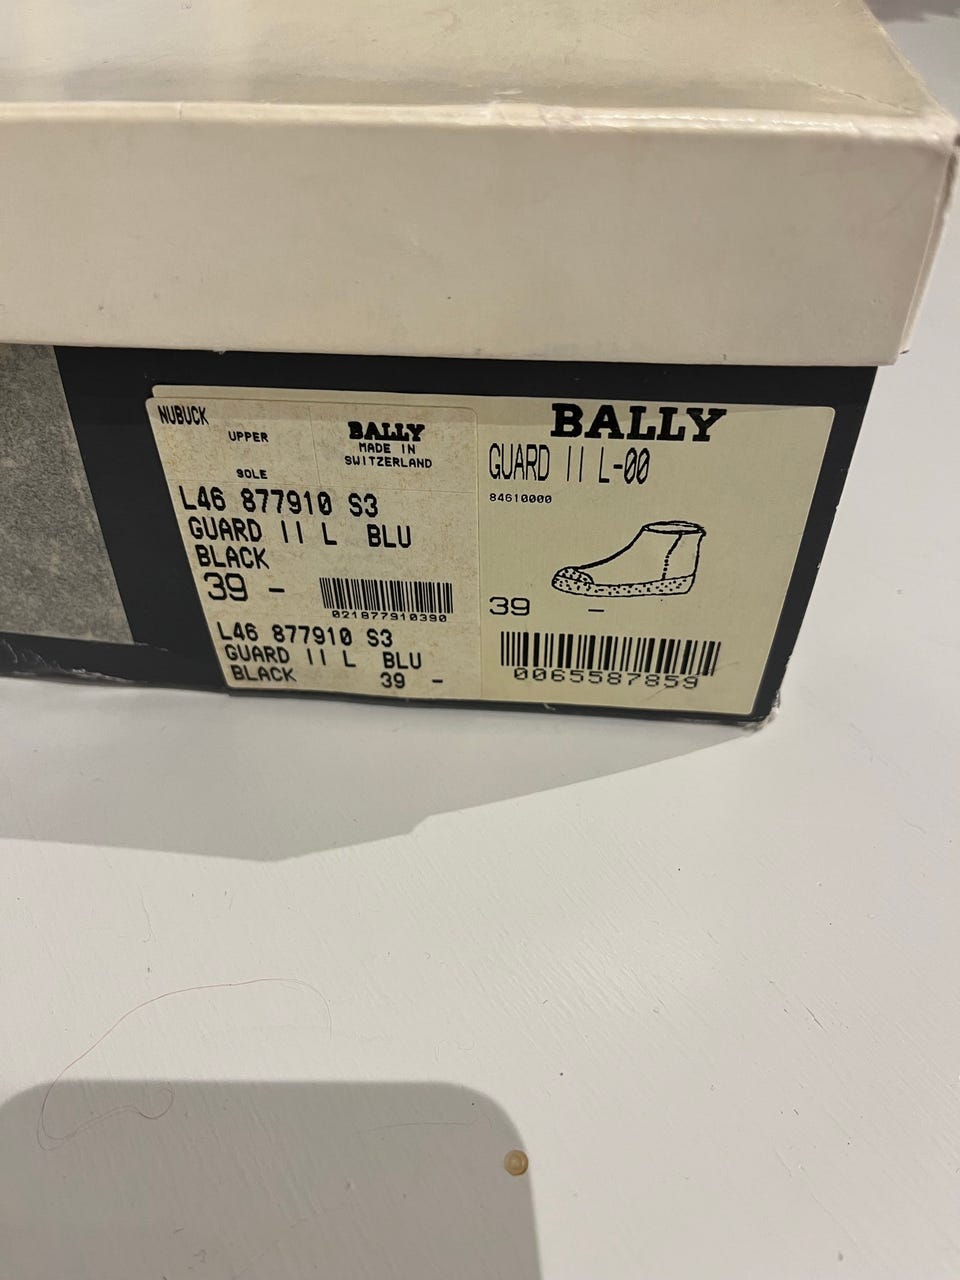 NUBUCK
UPPER
SOLE
BALLY
MADE IN
SWITZERLAND
L46 877910 S3
GUARD II L BLU
BLACK
39 -
021877910390
L46 877910 S3
GUARD II L BLU
BLACK 39 -
BALLY
GUARD II L-00
84610000
39 -
0065587859